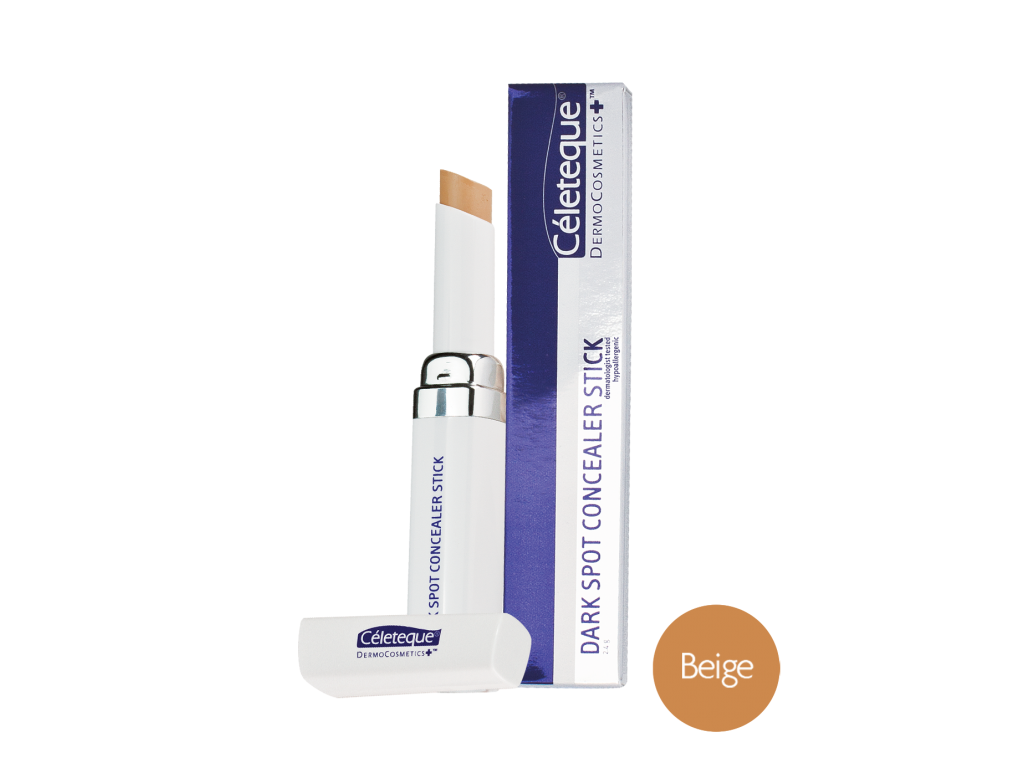 Céleteque®
DERMOCOSMETICS+™
DARK SPOT CONCEALER STICK
dermatologist tested
hypoallergenic
SPOT CONCEALER STICK
Céleteque
DERMOCOSMETICS+™
Beige